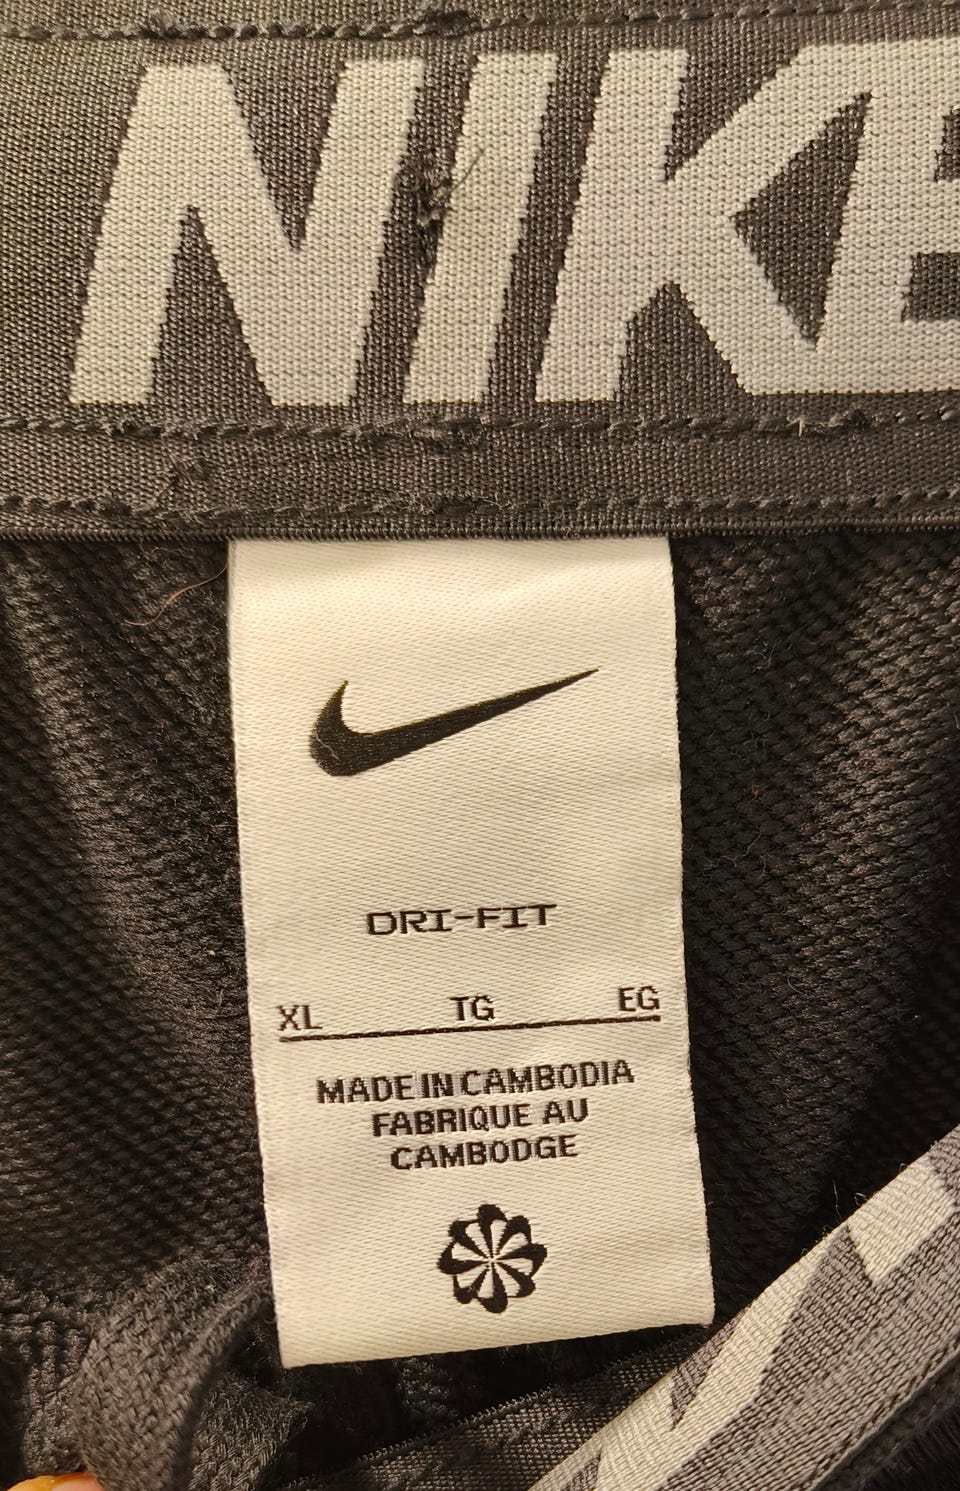 NIKE
DRI-FIT
XL TG EG
MADE IN CAMBODIA
FABRIQUE AU
CAMBODGE